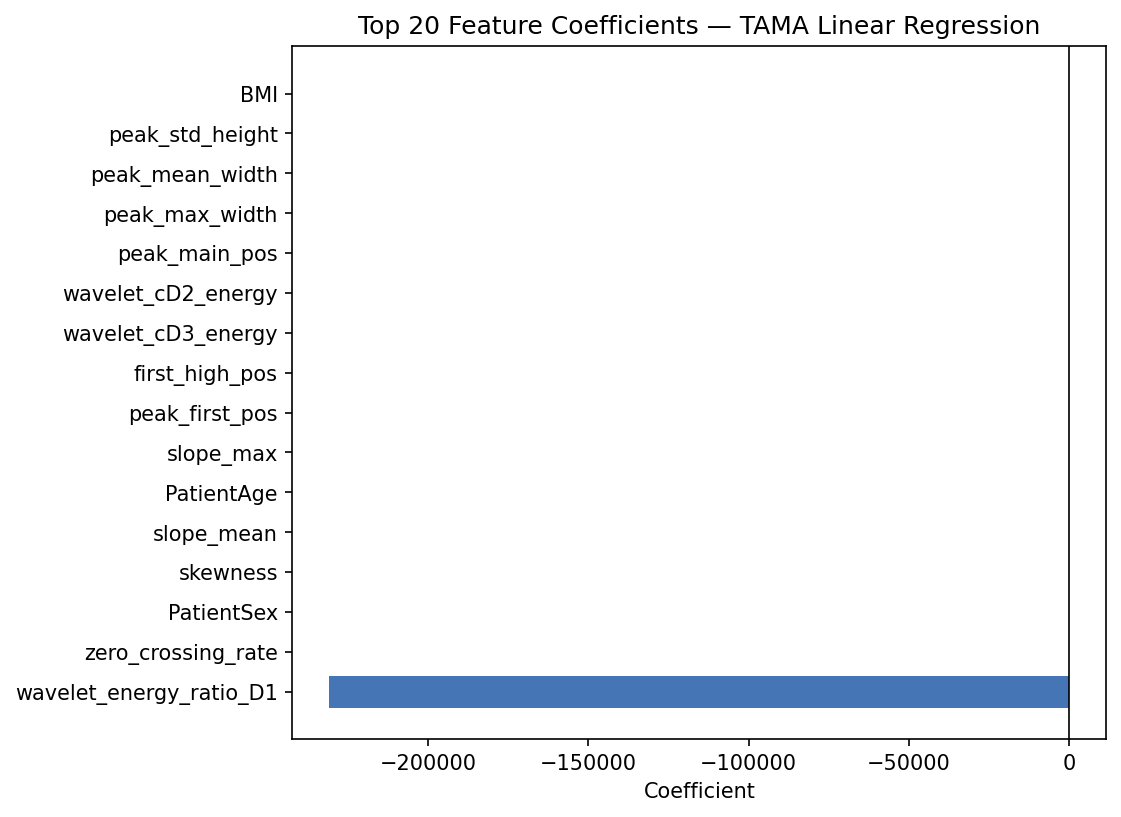 Top 20 Feature Coefficients — TAMA Linear Regression
BMI
peak_std_height
peak_mean_width
peak_max_width
peak_main_pos
wavelet_cD2_energy
wavelet_cD3_energy
first_high_pos
peak_first_pos
slope_max
PatientAge
slope_mean
skewness
PatientSex
zero_crossing_rate
wavelet_energy_ratio_D1
−200000 −150000 −100000 −50000 0
Coefficient